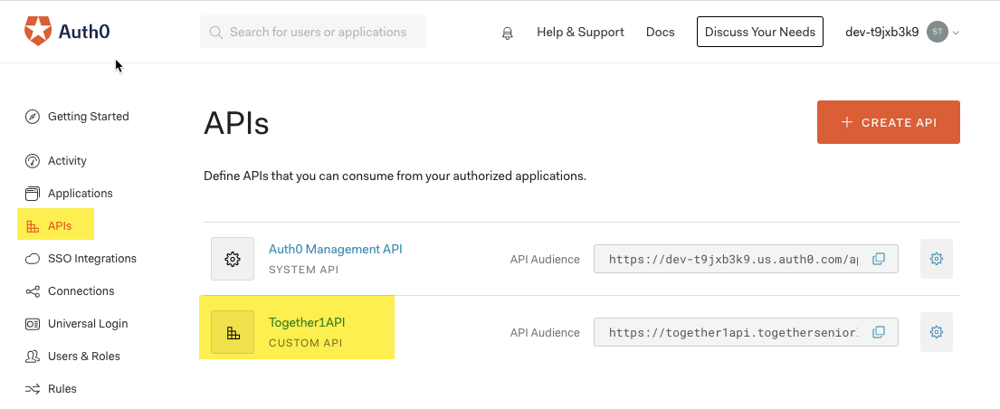 Auth0
Search for users or applications
Help & Support
Docs
Discuss Your Needs
dev-t9jxb3k9
ST
Getting Started
Activity
Applications
APIs
SSO Integrations
Connections
Universal Login
Users & Roles
Rules
APIs
+ CREATE API
Define APIs that you can consume from your authorized applications.
Auth0 Management API
SYSTEM API
API Audience
https://dev-t9jxb3k9.us.auth0.com/ap
Together1API
CUSTOM API
API Audience
https://together1api.togethersenior